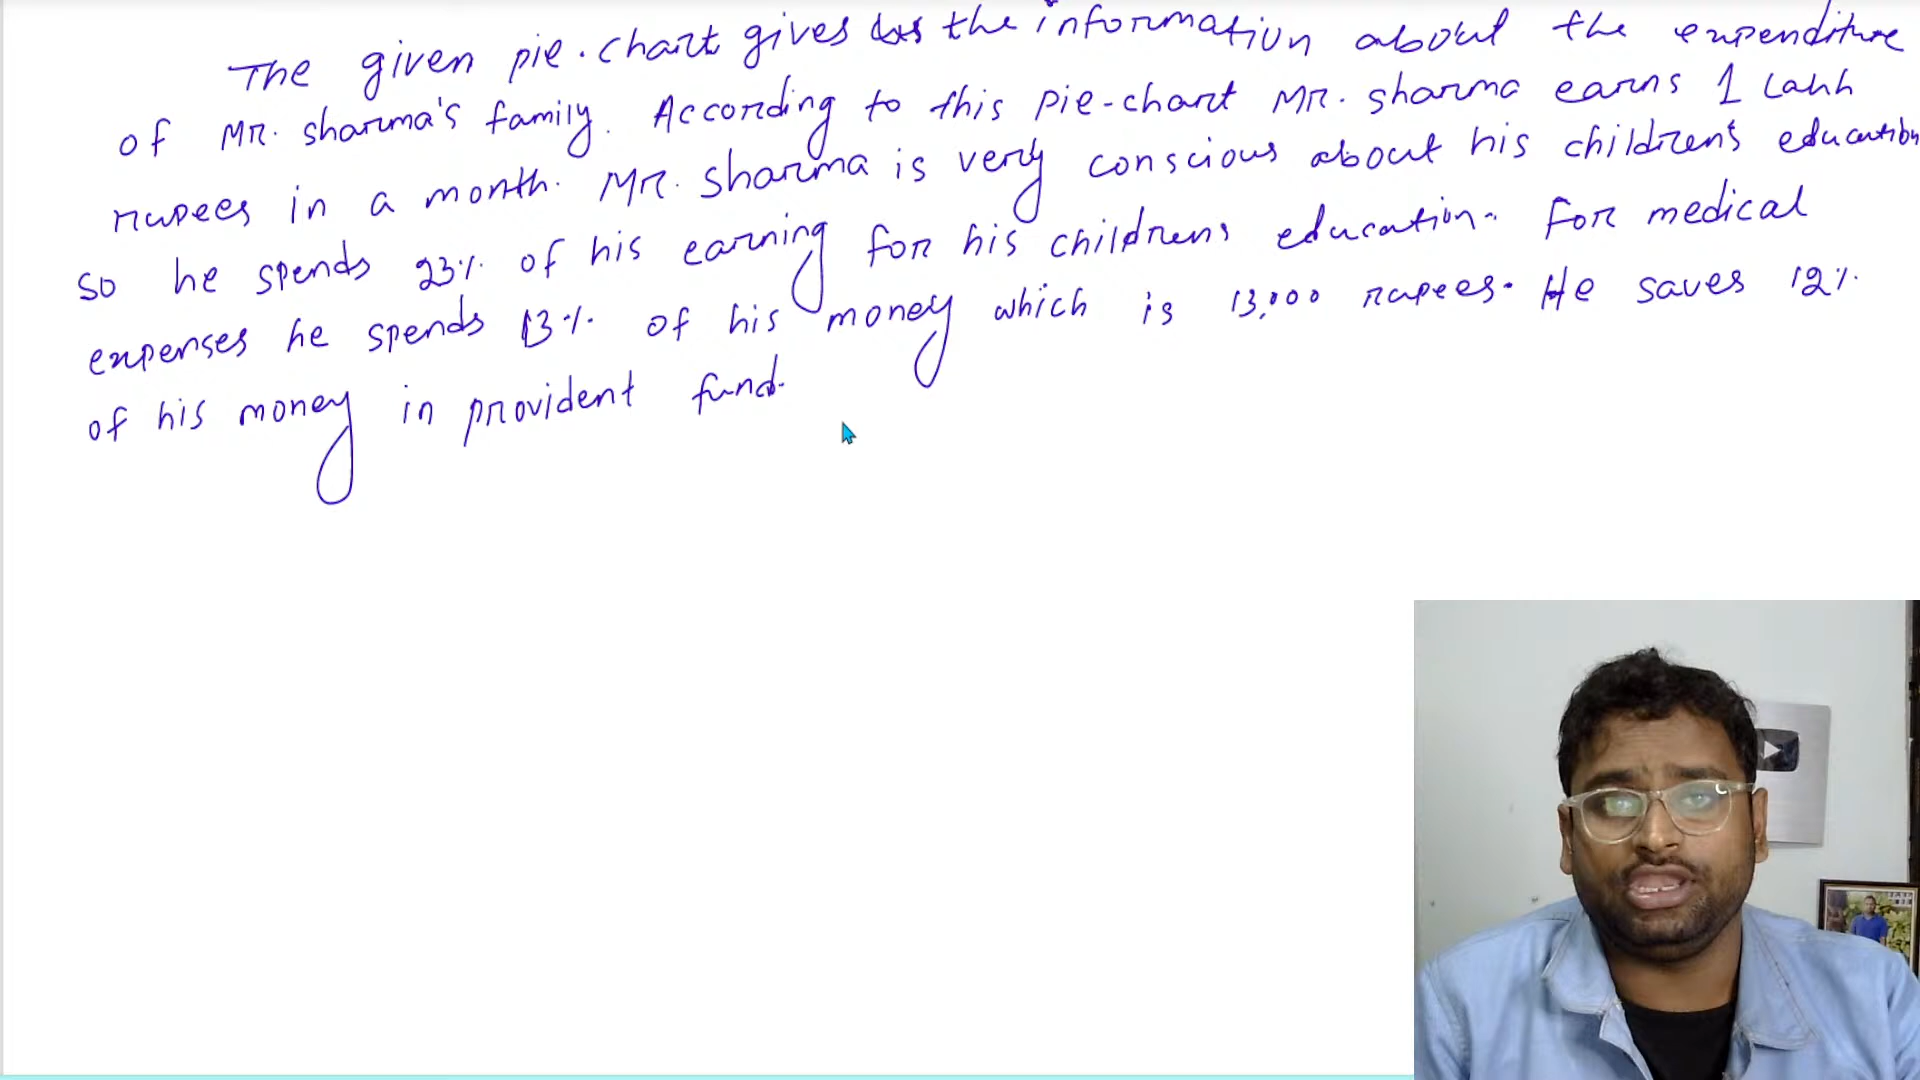 The given pie-chart gives us the information about the expenditure
of MR. sharma's family. According to this pie-chart MR. sharma earns 1 Lakh
rupees in a month. MR. sharma is very conscious about his children's education
so he spends 23% of his earning for his childrens education. For medical
expenses he spends 13% of his money which is 13,000 rupees. He saves 12%
of his money in provident fund.